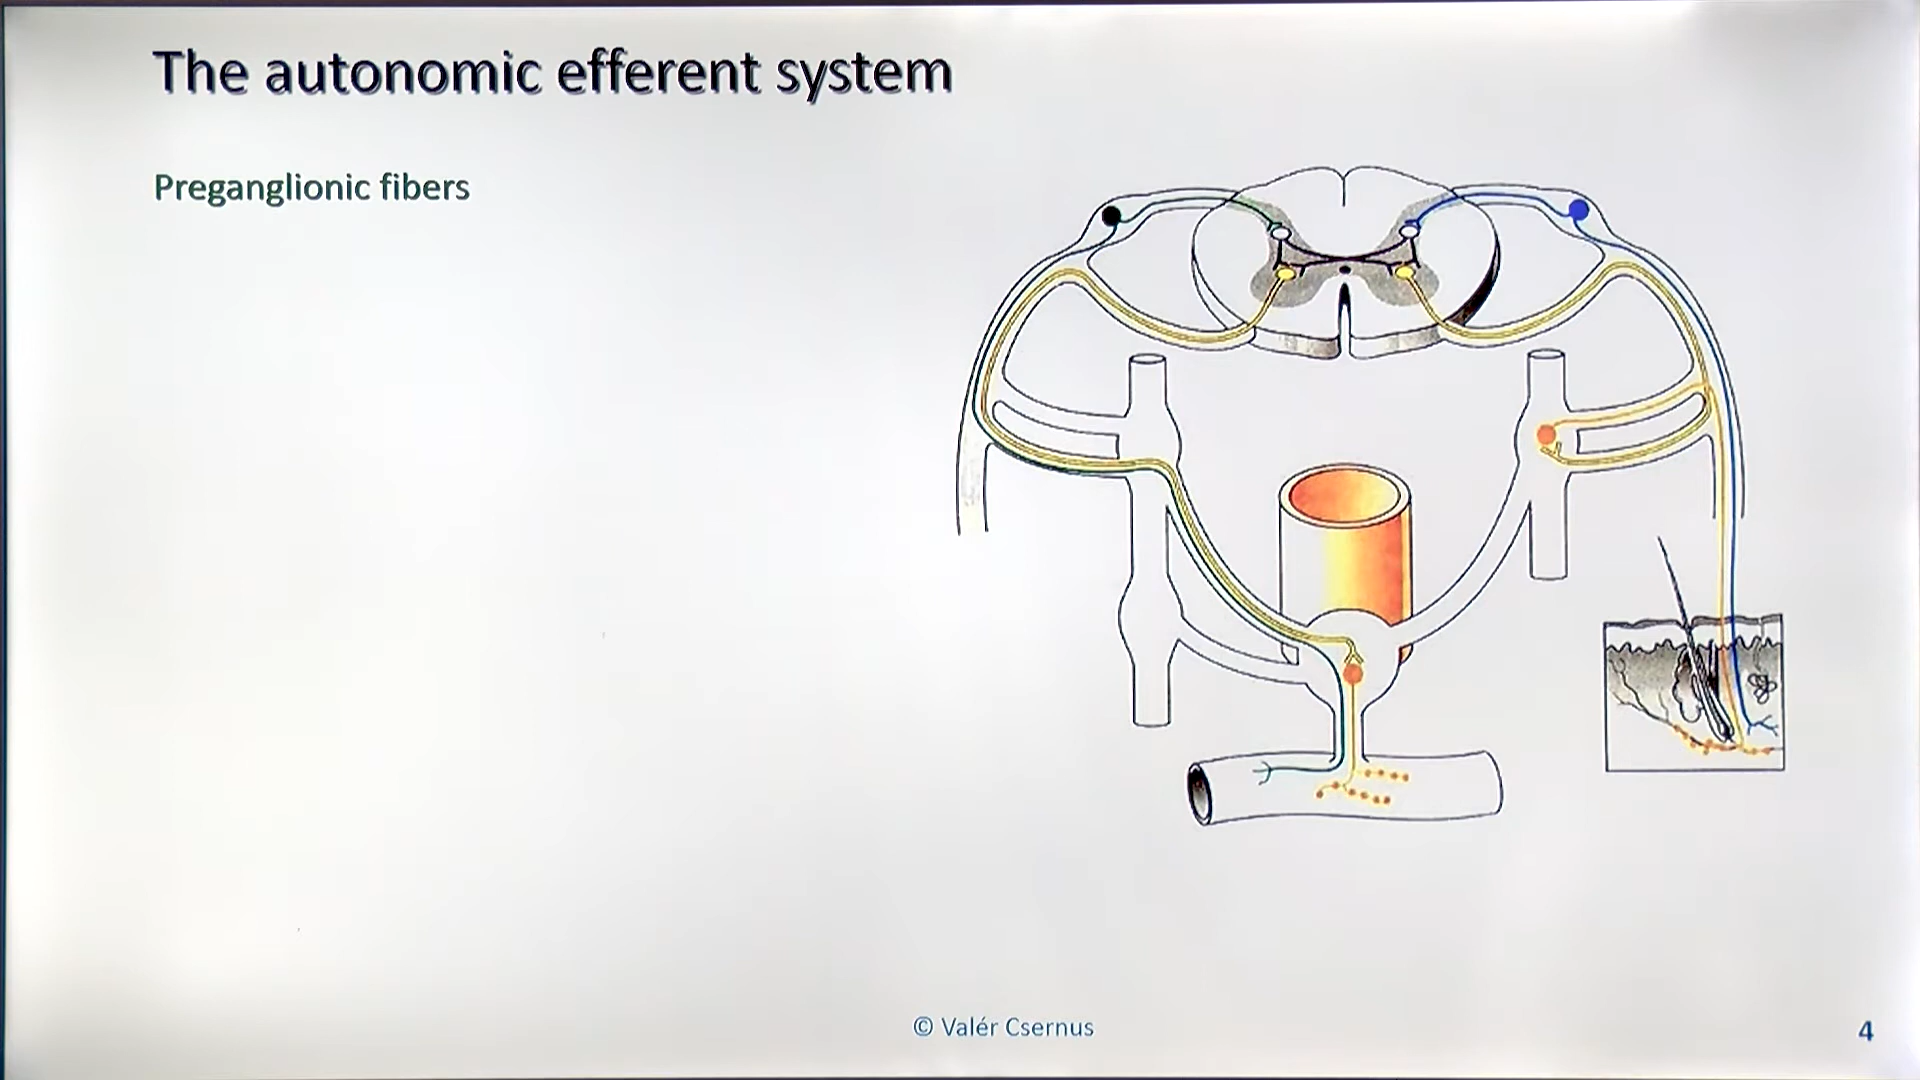 The autonomic efferent system
Preganglionic fibers
© Valér Csernus
4